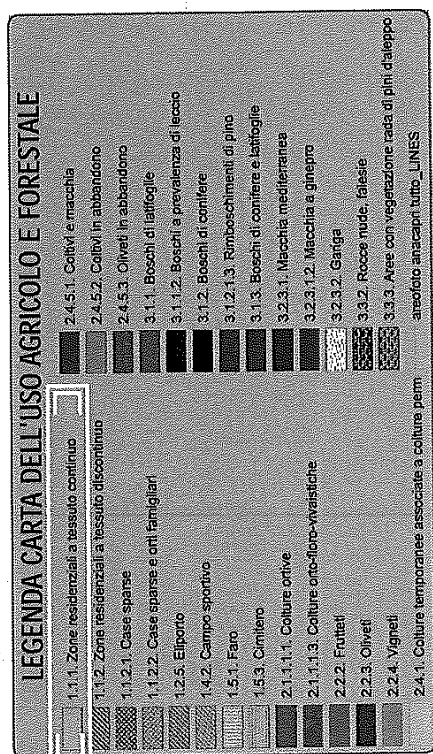 LEGENDA CARTA DELL'USO AGRICOLO E FORESTALE
1.1.1. Zone residenziali a tessuto continuo
1.1.2. Zone residenziali a tessuto discontinuo
1.1.2.1. Case sparse
1.1.2.2. Case sparse e orti famigliari
1.2.5. Eliporto
1.4.2. Campo sportivo
1.5.1. Faro
1.5.3. Cimitero
2.1.1.1.1. Colture ortive
2.1.1.1.3. Colture orto-floro-vivaistiche
2.2.2. Frutteti
2.2.3. Oliveti
2.2.4. Vigneti
2.4.1. Colture temporanee associate a colture perm
2.4.5.1. Coltivi e macchia
2.4.5.2. Coltivi in abbandono
2.4.5.3. Oliveti in abbandono
3.1.1. Boschi di latifoglie
3.1.1.2. Boschi a prevalenza di leccio
3.1.2. Boschi di conifere
3.1.2.1.3. Rimboschimenti di pino
3.1.3. Boschi di conifere e latifoglie
3.2.3.1. Macchia mediterranea
3.2.3.1.2. Macchia a ginepro
3.2.3.2. Gariga
3.3.2. Rocce nude, falesie
3.3.3. Aree con vegetazione rada di pini d'aleppo
areofoto anacapri tutto_LINES